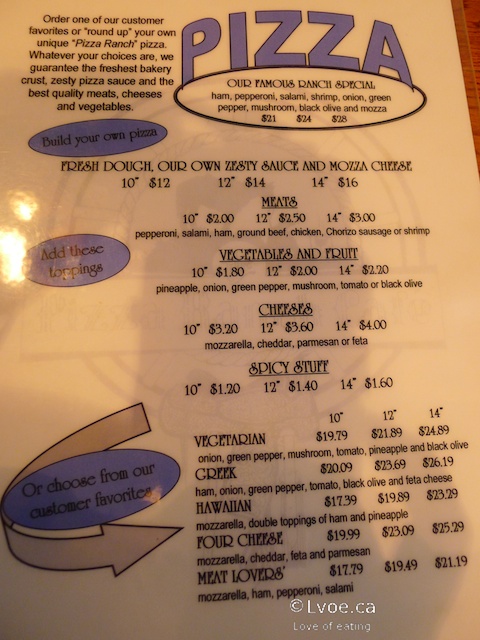 Order one of our customer
favorites or "round up" your own
unique "Pizza Ranch" pizza.
Whatever your choices are, we
guarantee the freshest bakery
crust, zesty pizza sauce and the
best quality meats, cheeses
and vegetables.
PIZZA
OUR FAMOUS RANCH SPECIAL
ham, pepperoni, salami, shrimp, onion, green
pepper, mushroom, black olive and mozza
$21 $24 $28
Build your own pizza
FRESH DOUGH, OUR OWN ZESTY SAUCE AND MOZZA CHEESE
10" $12 12" $14 14" $16
MEATS
10" $2.00 12" $2.50 14" $3.00
pepperoni, salami, ham, ground beef, chicken, Chorizo sausage or shrimp
Add these
toppings
VEGETABLES AND FRUIT
10" $1.80 12" $2.00 14" $2.20
pineapple, onion, green pepper, mushroom, tomato or black olive
CHEESES
10" $3.20 12" $3.60 14" $4.00
mozzarella, cheddar, parmesan or feta
SPICY STUFF
10" $1.20 12" $1.40 14" $1.60
Or choose from our
customer favorites
10" 12" 14"
VEGETARIAN $19.79 $21.89 $24.89
onion, green pepper, mushroom, tomato, pineapple and black olive
GREEK $20.09 $23.69 $26.19
ham, onion, green pepper, tomato, black olive and feta cheese
HAWAIIAN $17.39 $19.89 $23.29
mozzarella, double toppings of ham and pineapple
FOUR CHEESE $19.99 $23.09 $25.29
mozzarella, cheddar, feta and parmesan
MEAT LOVERS' $17.79 $19.49 $21.19
mozzarella, ham, pepperoni, salami
© Lvoe.ca
Love of eating